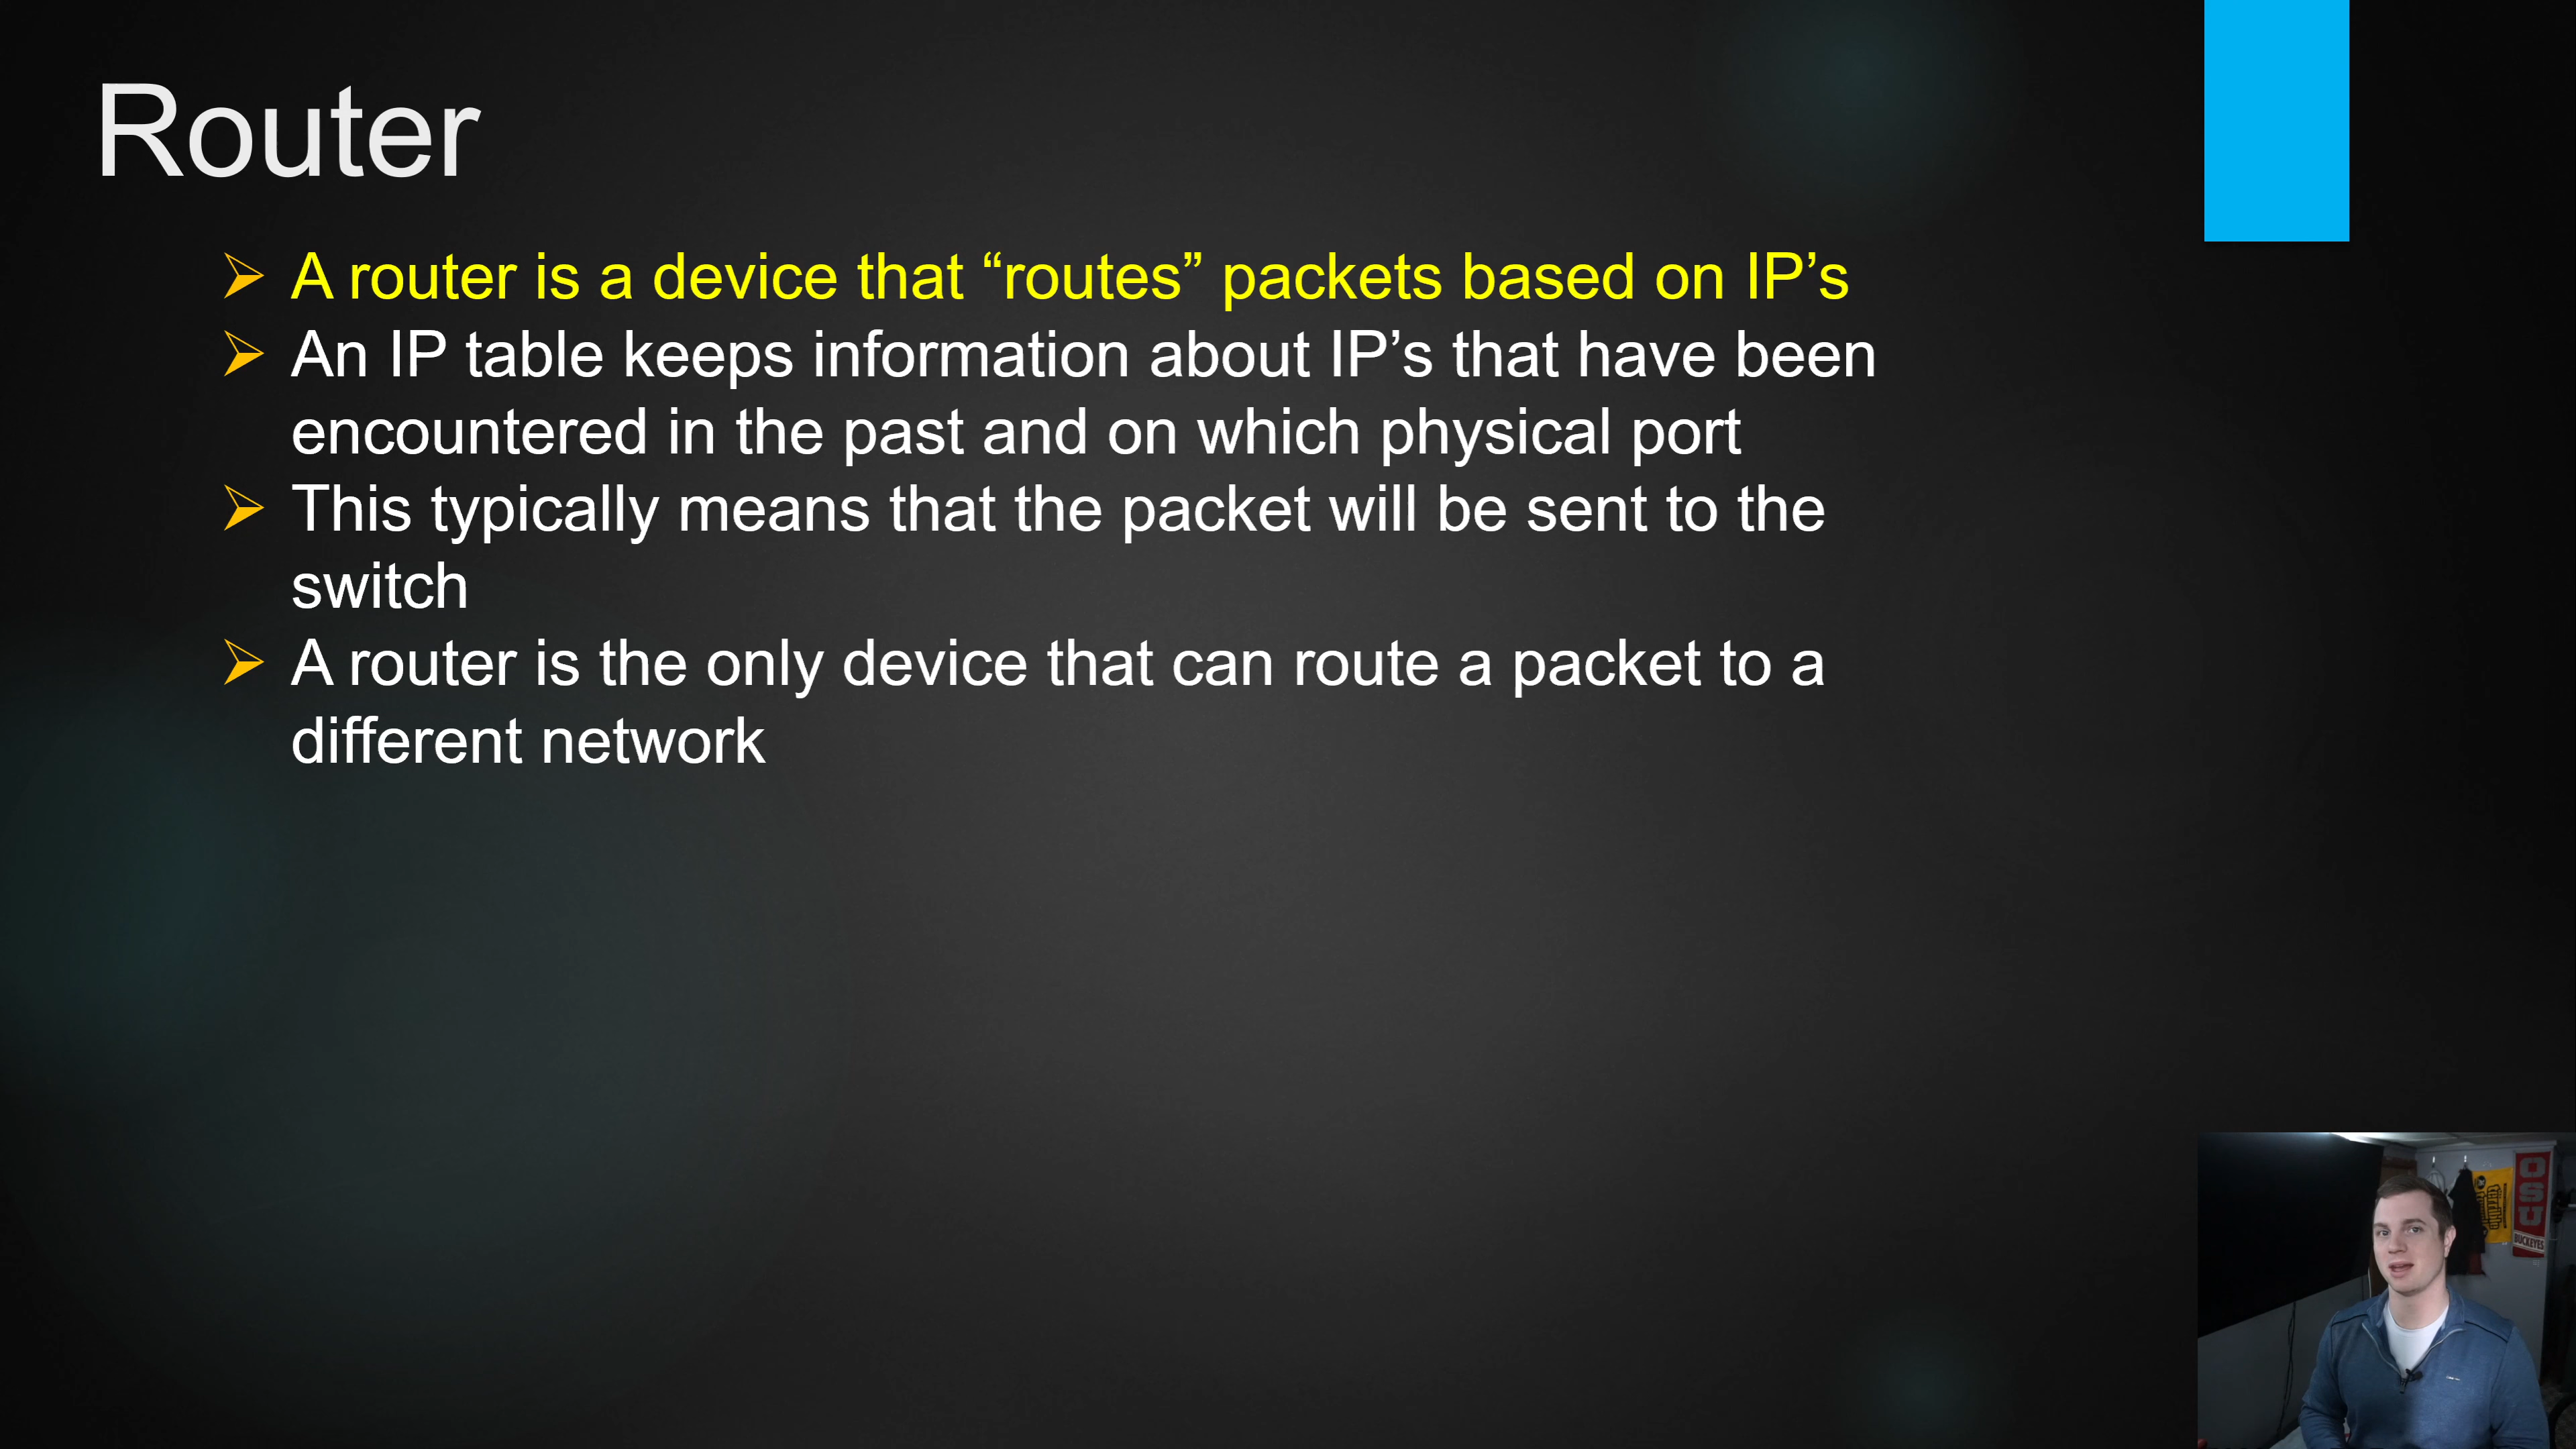 Router
A router is a device that “routes” packets based on IP’s
An IP table keeps information about IP’s that have been
encountered in the past and on which physical port
This typically means that the packet will be sent to the
switch
A router is the only device that can route a packet to a
different network
OSU
BUCKEYES